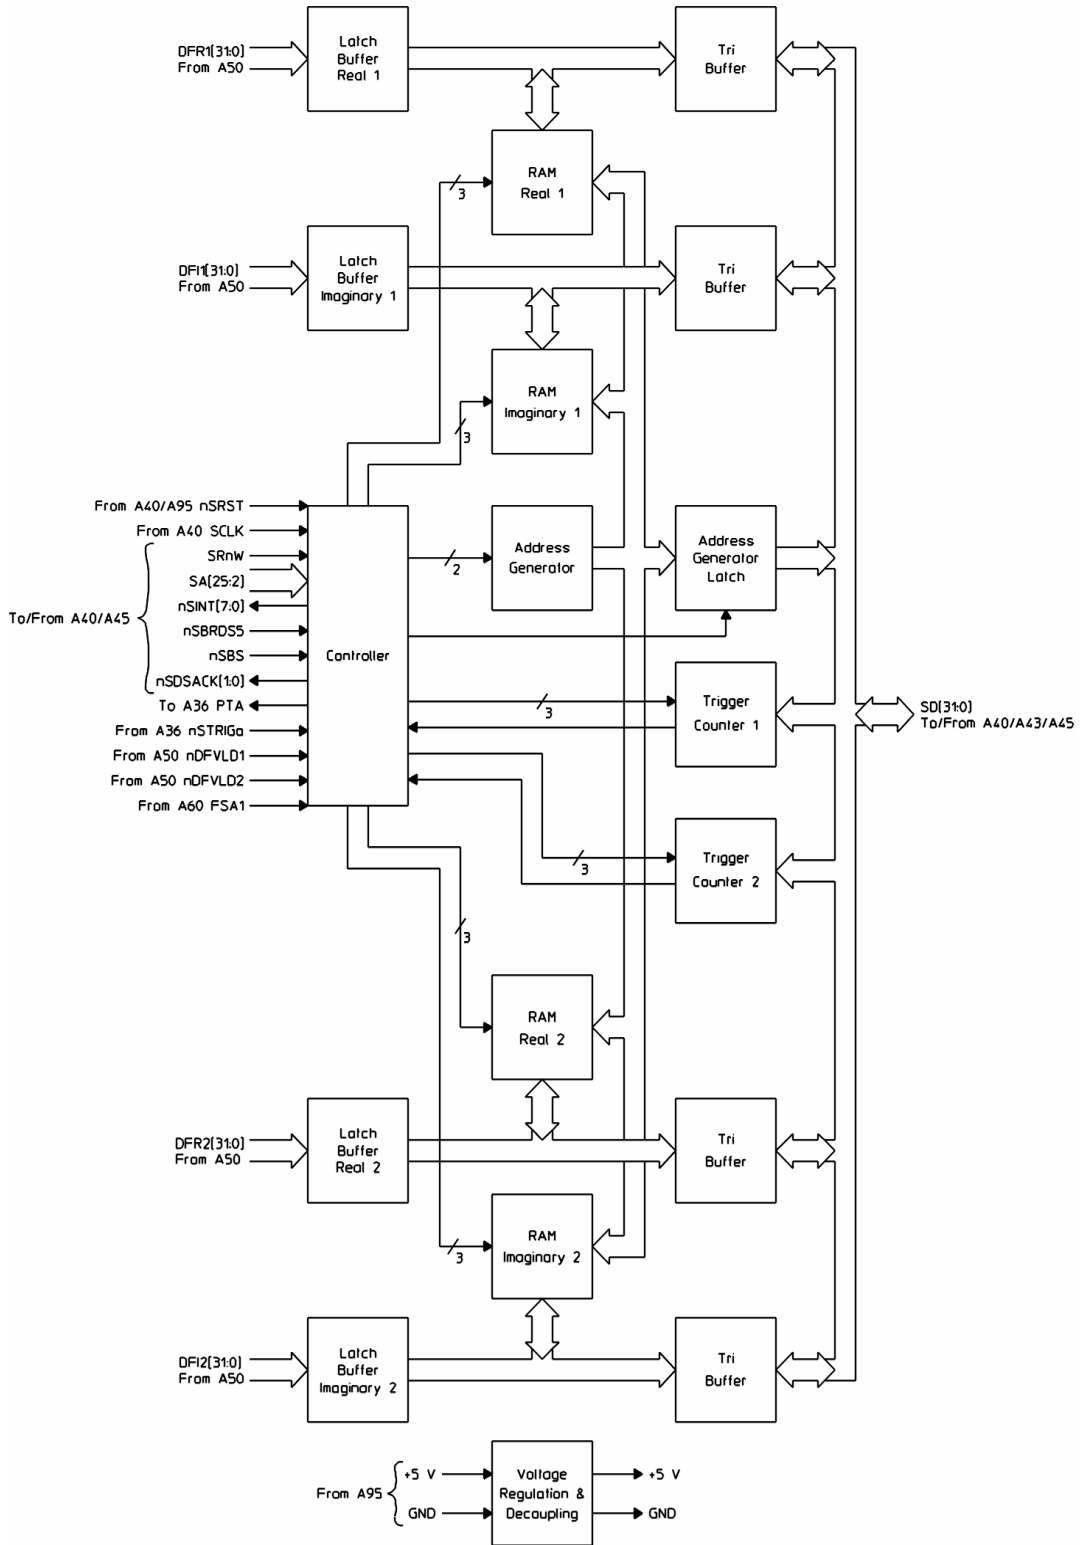 DFR1[31:0]
From A50
Latch
Buffer
Real 1
Tri
Buffer
RAM
Real 1
3
DFI1[31:0]
From A50
Latch
Buffer
Imaginary 1
Tri
Buffer
RAM
Imaginary 1
3
From A40/A95 nSRST
From A40 SCLK
SRnW
SA[25:2]
nSINT[7:0]
To/From A40/A45
nSBRDS5
nSBS
nSDSACK[1:0]
To A36 PTA
From A36 nSTRIGa
From A50 nDFVLD1
From A50 nDFVLD2
From A60 FSA1
Controller
2
Address
Generator
Address
Generator
Latch
3
Trigger
Counter 1
SD[31:0]
To/From A40/A43/A45
3
Trigger
Counter 2
3
RAM
Real 2
DFR2[31:0]
From A50
Latch
Buffer
Real 2
Tri
Buffer
3
RAM
Imaginary 2
DFI2[31:0]
From A50
Latch
Buffer
Imaginary 2
Tri
Buffer
From A95
+5 V
GND
Voltage
Regulation &
Decoupling
+5 V
GND